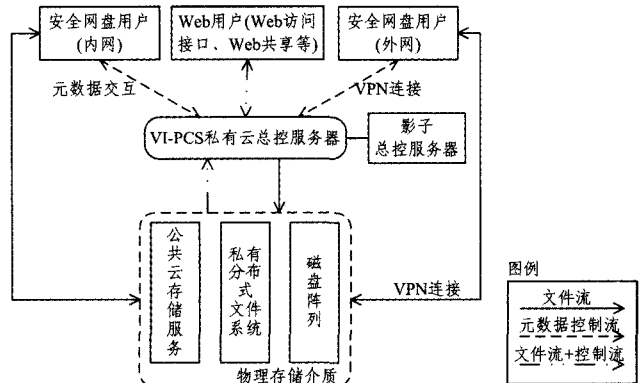 安全网盘用户
(内网)
Web用户(Web访问
接口、Web共享等)
安全网盘用户
(外网)
元数据交互
VPN连接
VI-PCS私有云总控服务器
影子
总控服务器
公共云存储服务
私有
分布
式文
件系
统
磁盘阵列
物理存储介质
VPN连接
图例
文件流
元数据控制流
文件流+控制流